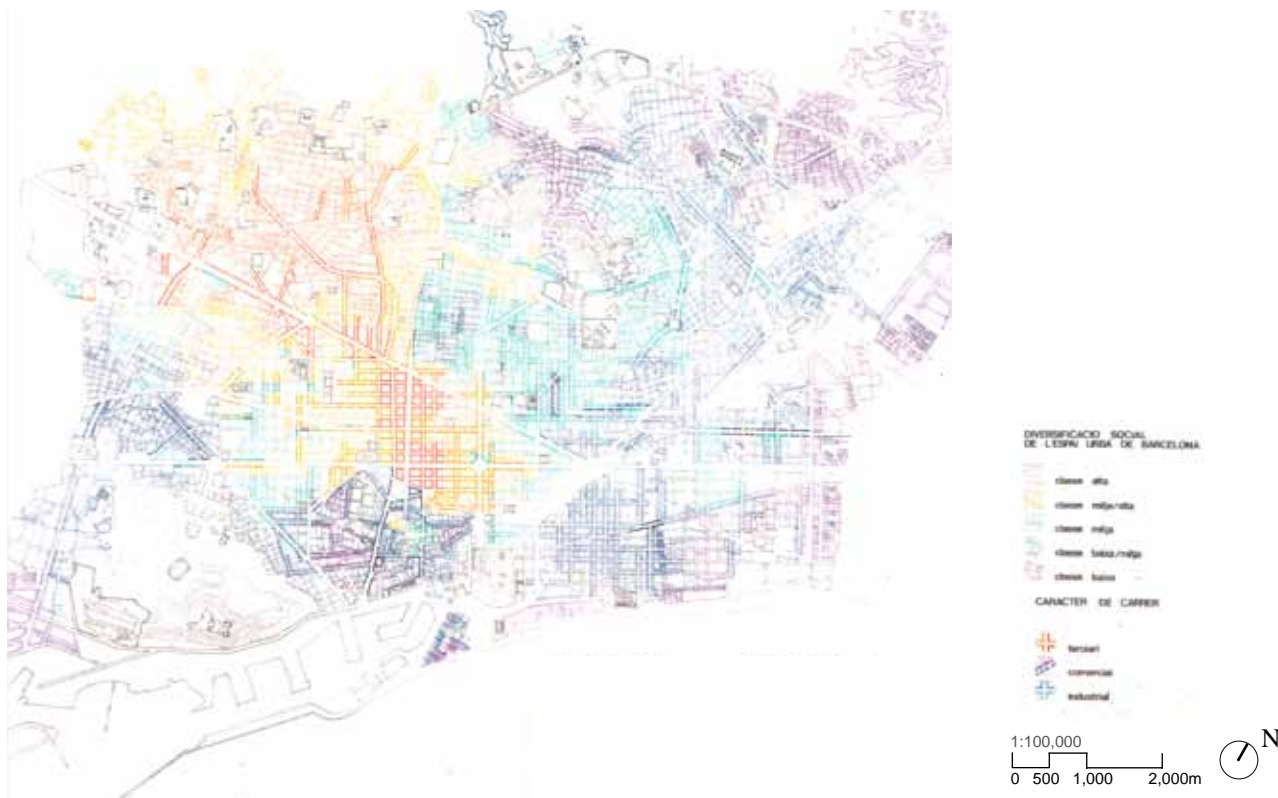 DIVERSIFICACIO SOCIAL
DE L'ESPAI URBA DE BARCELONA
classe alta
classe mitja/alta
classe mitja
classe baixa/mitja
classe baixa
CARACTER DE CARRER
terciari
comercial
industrial
1:100,000
0 500 1,000 2,000m
N